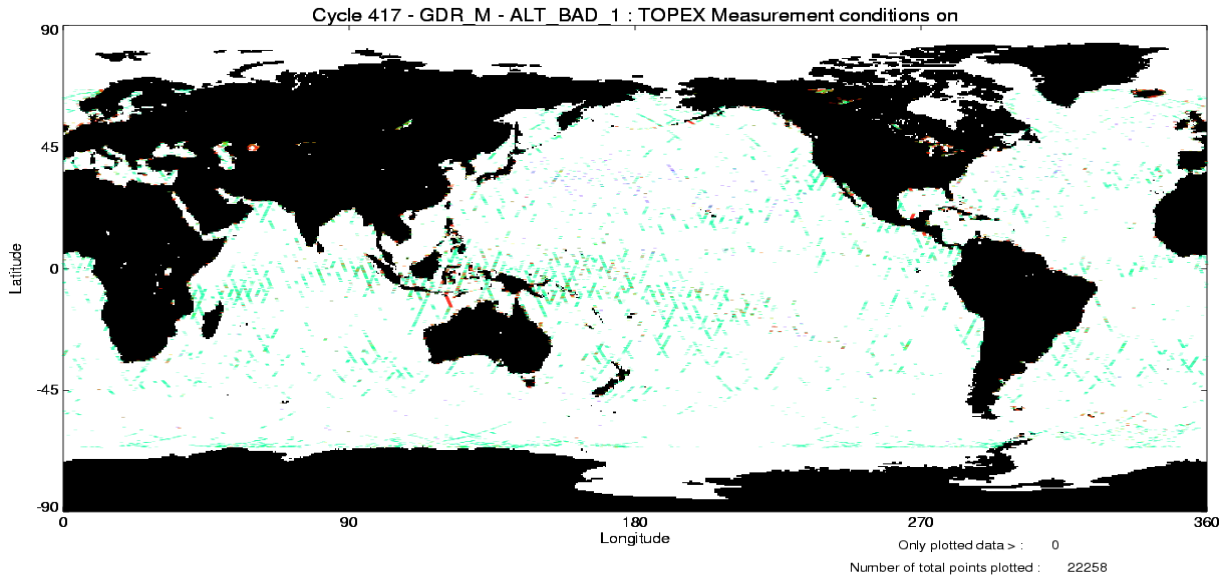 Cycle 417 - GDR_M - ALT_BAD_1 : TOPEX Measurement conditions on
90
45
0
-45
-90
Latitude
0 90 180 270 360
Longitude
Only plotted data > : 0
Number of total points plotted : 22258